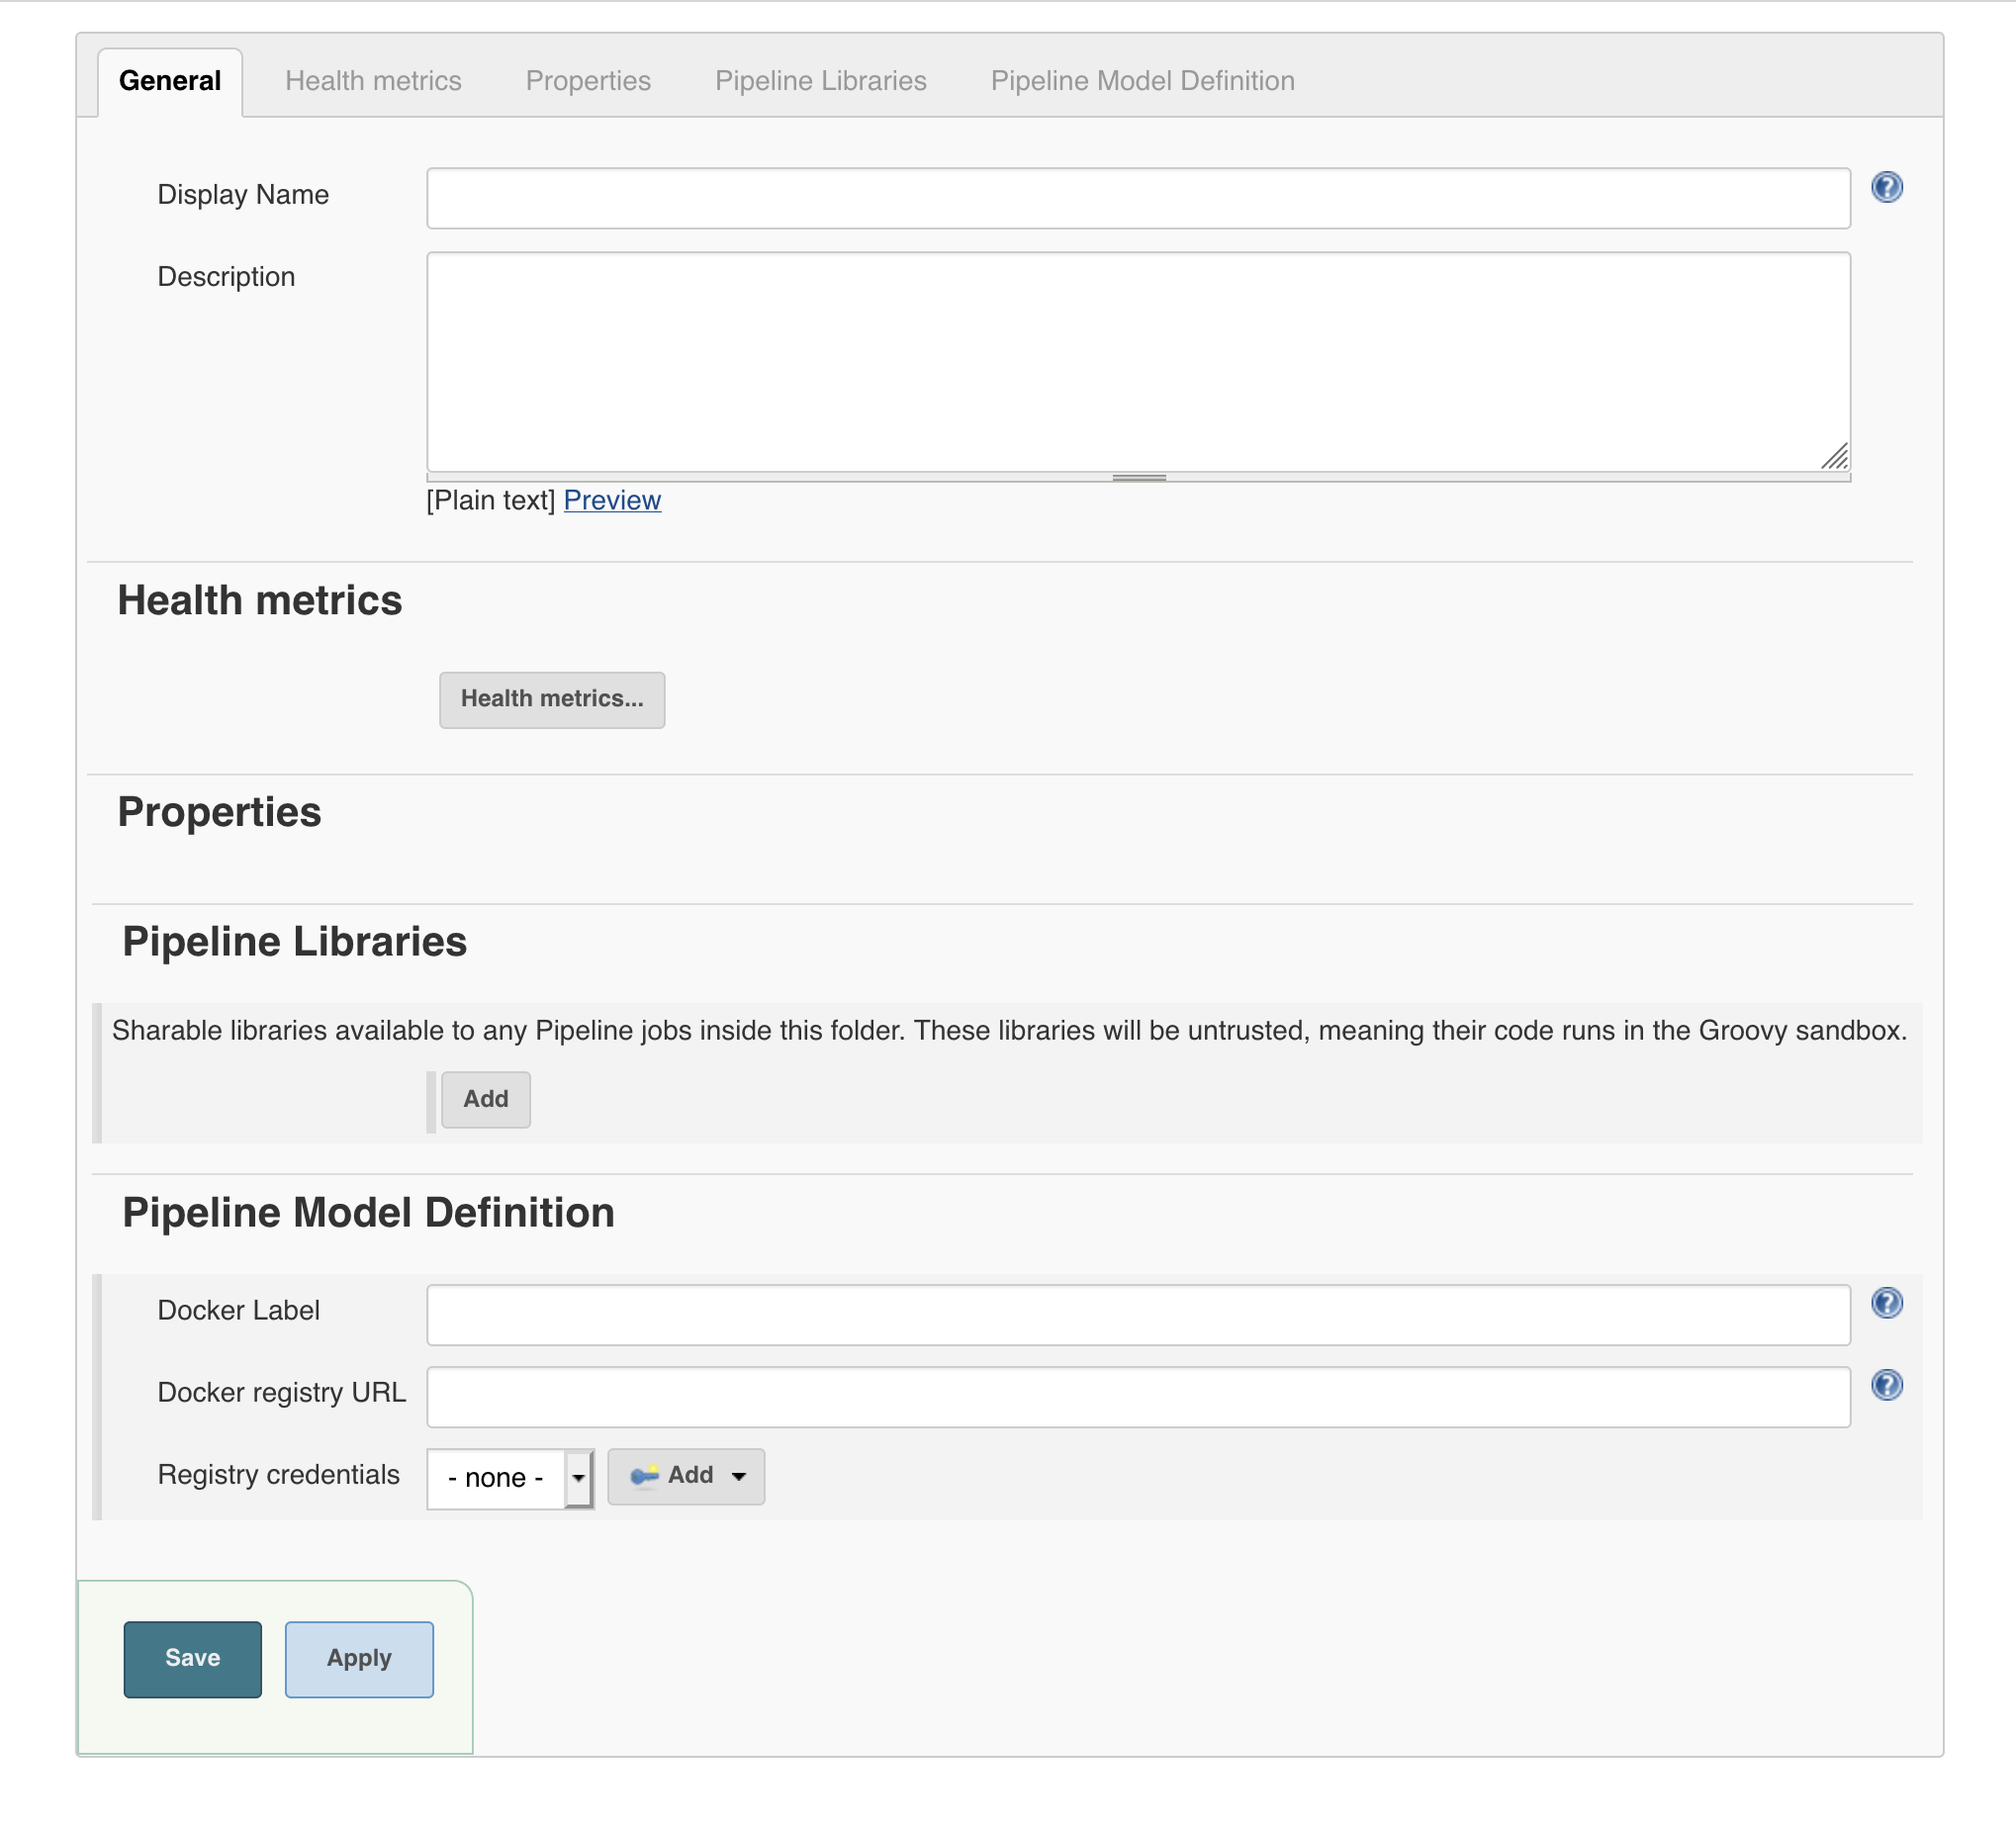 General Health metrics Properties Pipeline Libraries Pipeline Model Definition
Display Name
Description
[Plain text] Preview
Health metrics
Health metrics...
Properties
Pipeline Libraries
Sharable libraries available to any Pipeline jobs inside this folder. These libraries will be untrusted, meaning their code runs in the Groovy sandbox.
Add
Pipeline Model Definition
Docker Label
Docker registry URL
Registry credentials - none - Add
Save Apply